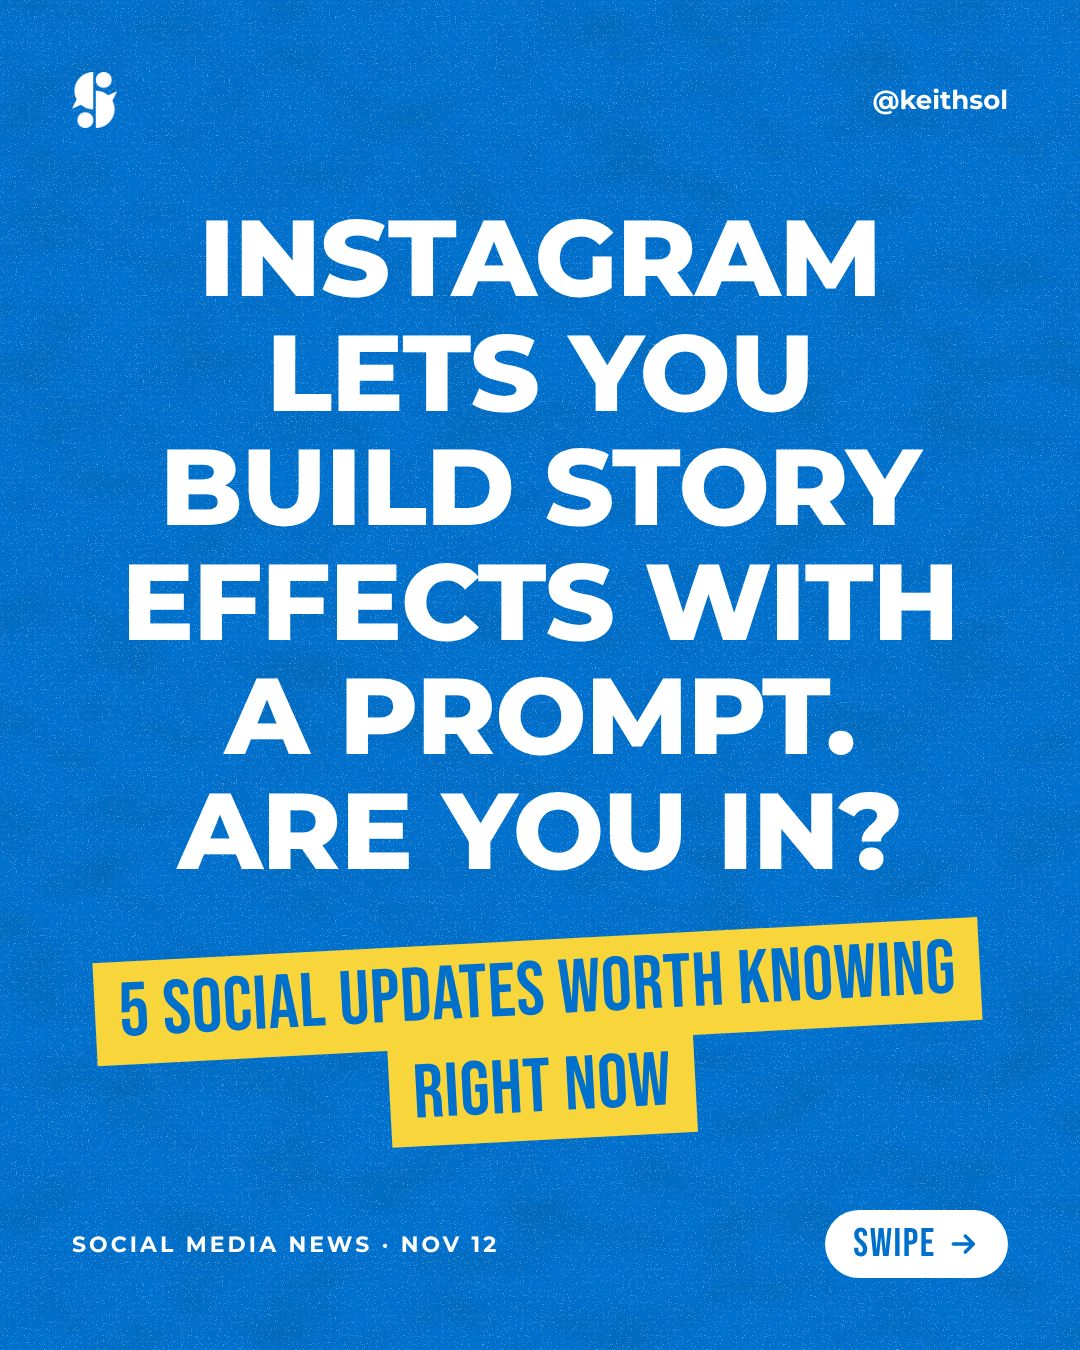 @keithsol
INSTAGRAM
LETS YOU
BUILD STORY
EFFECTS WITH
A PROMPT.
ARE YOU IN?
5 SOCIAL UPDATES WORTH KNOWING
RIGHT NOW
SOCIAL MEDIA NEWS · NOV 12
SWIPE →